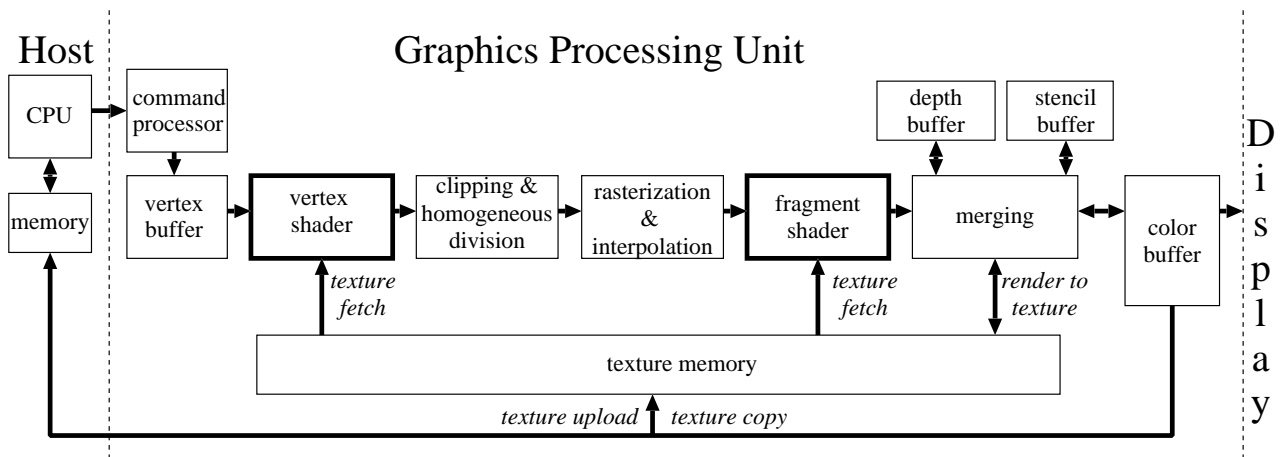 Host
Graphics Processing Unit
CPU
command
processor
depth
buffer
stencil
buffer
memory
vertex
buffer
vertex
shader
clipping &
homogeneous
division
rasterization
&
interpolation
fragment
shader
merging
color
buffer
Display
texture
fetch
texture
fetch
render to
texture
texture memory
texture upload
texture copy